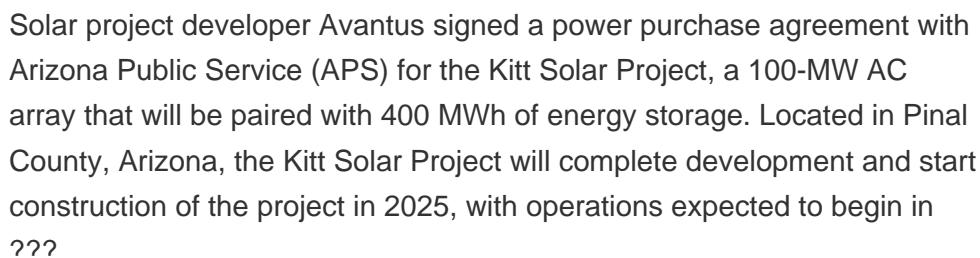 Solar project developer Avantus signed a power purchase agreement with
Arizona Public Service (APS) for the Kitt Solar Project, a 100-MW AC
array that will be paired with 400 MWh of energy storage. Located in Pinal
County, Arizona, the Kitt Solar Project will complete development and start
construction of the project in 2025, with operations expected to begin in
???